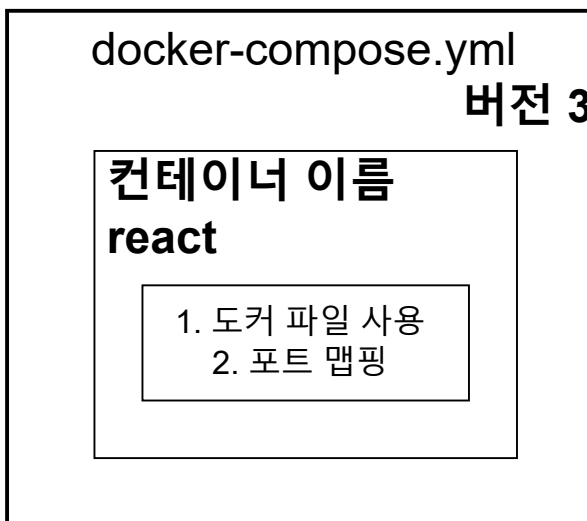 docker-compose.yml
버전 3
컨테이너 이름
react
1. 도커 파일 사용
2. 포트 맵핑